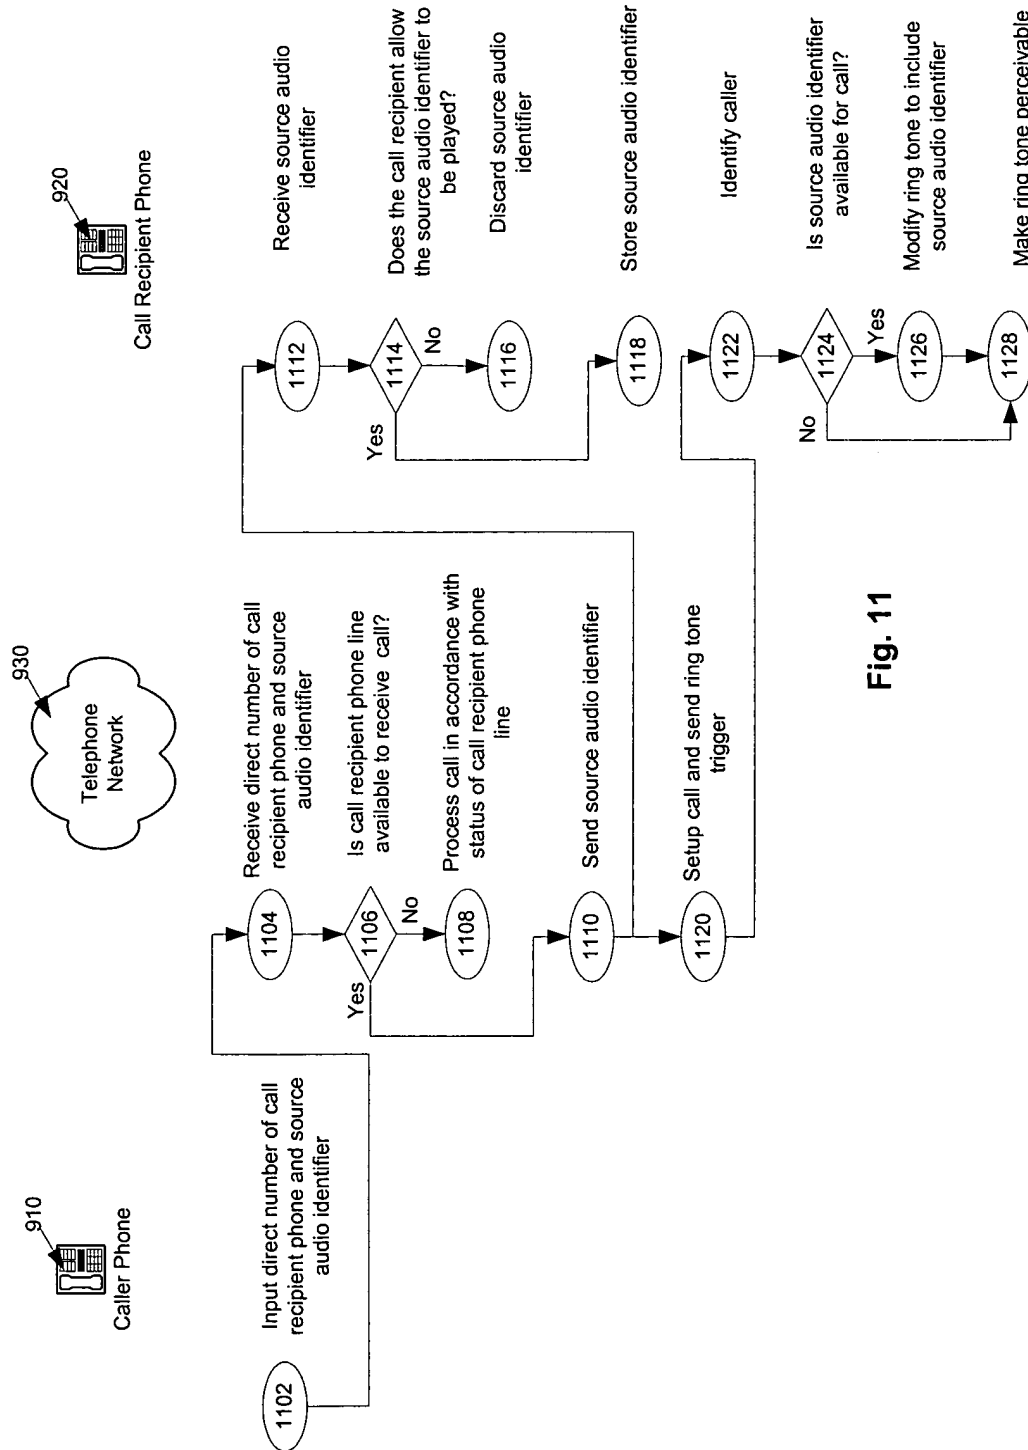 910
Caller Phone
930
Telephone
Network
920
Call Recipient Phone
1102
Input direct number of call
recipient phone and source
audio identifier
1104
Receive direct number of call
recipient phone and source
audio identifier
1106
Is call recipient phone line
available to receive call?
Yes
No
1108
Process call in accordance with
status of call recipient phone
line
1110
Send source audio identifier
1112
Receive source audio
identifier
1114
Does the call recipient allow
the source audio identifier to
be played?
Yes
No
1116
Discard source audio
identifier
1118
Store source audio identifier
1120
Setup call and send ring tone
trigger
1122
Identify caller
1124
Is source audio identifier
available for call?
No
Yes
1126
Modify ring tone to include
source audio identifier
1128
Make ring tone perceivable
Fig. 11